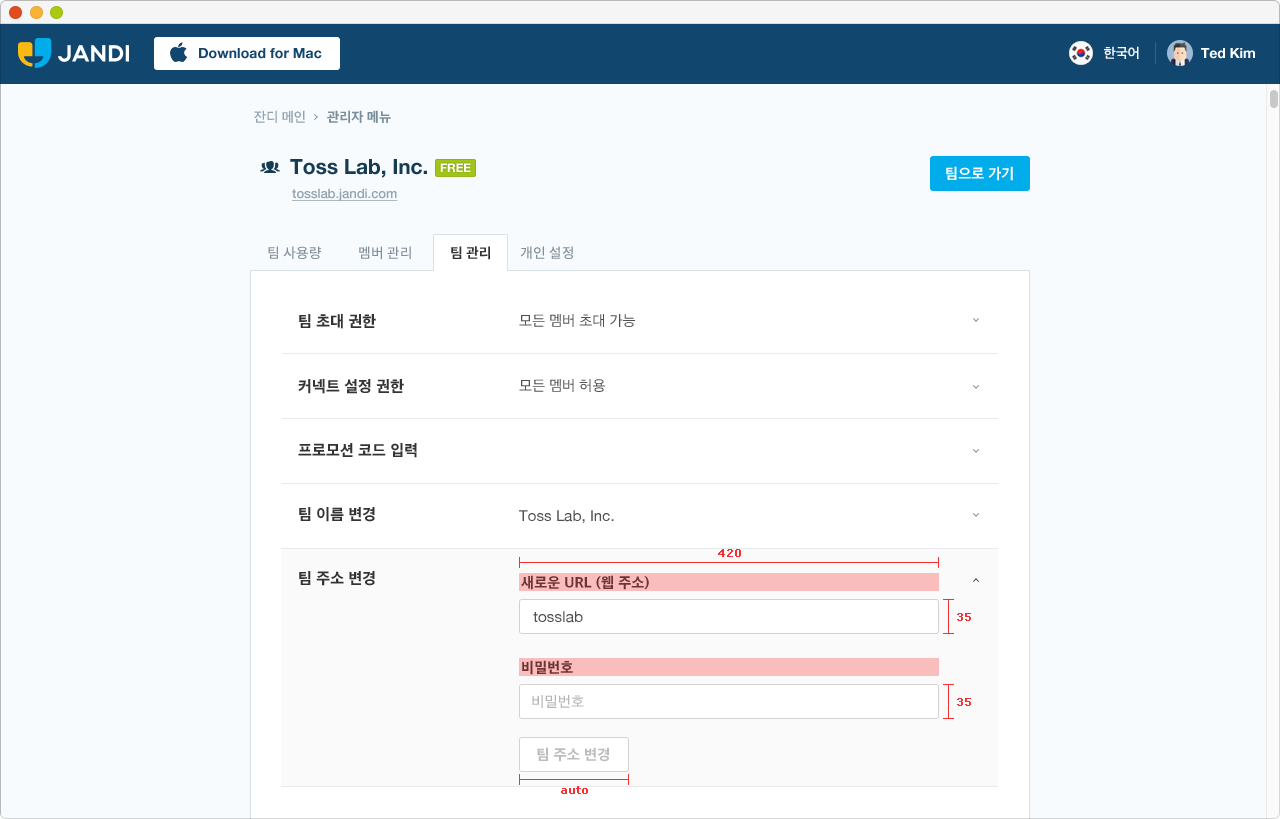 JANDI
Download for Mac
한국어
Ted Kim
잔디 메인 › 관리자 메뉴
Toss Lab, Inc. FREE
tosslab.jandi.com
팀으로 가기
팀 사용량
멤버 관리
팀 관리
개인 설정
팀 초대 권한
모든 멤버 초대 가능
커넥트 설정 권한
모든 멤버 허용
프로모션 코드 입력
팀 이름 변경
Toss Lab, Inc.
420
팀 주소 변경
새로운 URL (웹 주소)
tosslab
35
비밀번호
비밀번호
35
팀 주소 변경
auto